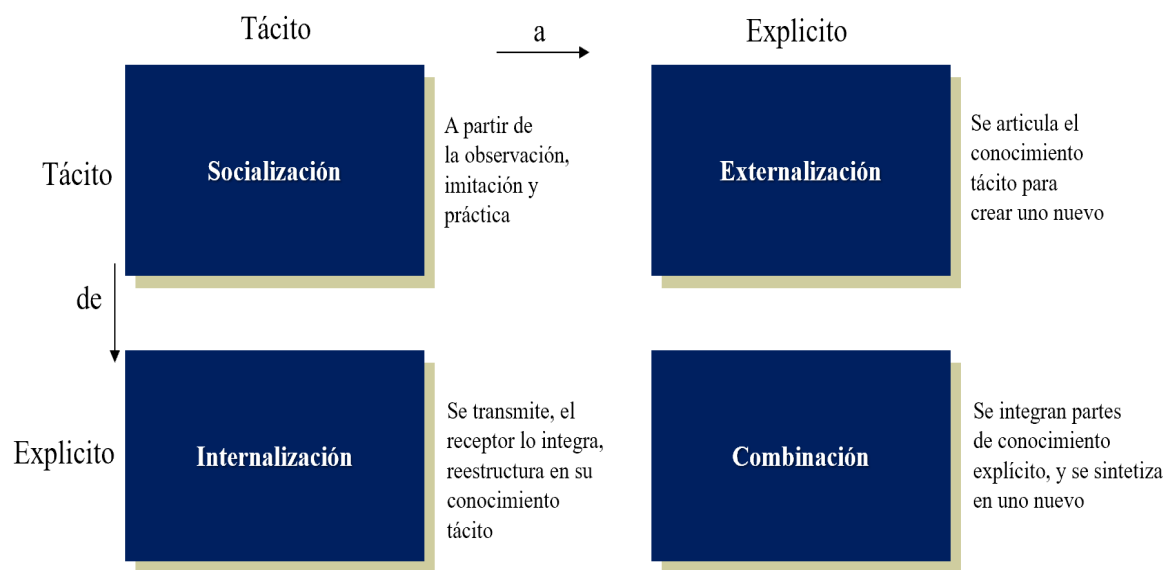 Tácito
a
Explicito
Tácito
Socialización
A partir de
la observación,
imitación y
práctica
Externalización
Se articula el
conocimiento
tácito para
crear uno nuevo
de
Explicito
Internalización
Se transmite, el
receptor lo integra,
reestructura en su
conocimiento
tácito
Combinación
Se integran partes
de conocimiento
explícito, y se sintetiza
en uno nuevo